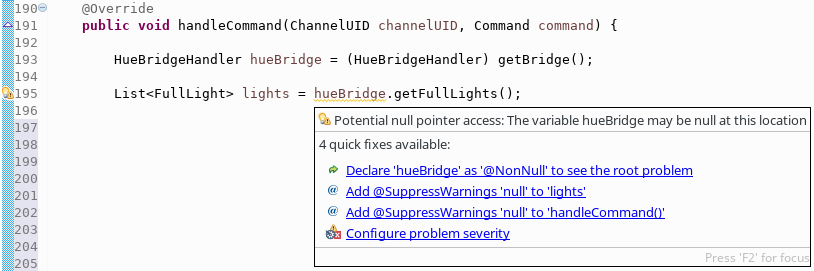 190 @Override
191 public void handleCommand(ChannelUID channelUID, Command command) {
192
193 HueBridgeHandler hueBridge = (HueBridgeHandler) getBridge();
194
195 List<FullLight> lights = hueBridge.getFullLights();
196
197
198
199
200
201
202
203
204
205
Potential null pointer access: The variable hueBridge may be null at this location
4 quick fixes available:
Declare 'hueBridge' as '@NonNull' to see the root problem
@ Add @SuppressWarnings 'null' to 'lights'
@ Add @SuppressWarnings 'null' to 'handleCommand()'
Configure problem severity
Press 'F2' for focus